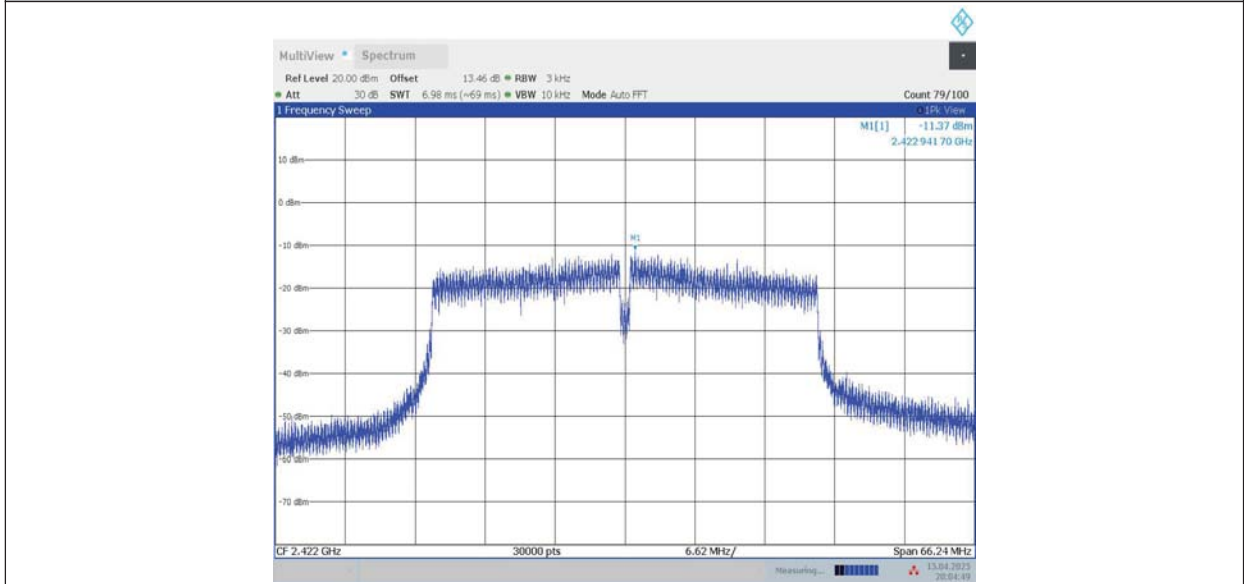 MultiView Spectrum
Ref Level 20.00 dBm Offset 13.46 dB RBW 3 kHz
Att 30 dB SWT 6.98 ms (~69 ms) VBW 10 kHz Mode Auto FFT Count 79/100
1 Frequency Sweep 1Pk View
M1[1] -11.37 dBm
2.422 941 70 GHz
10 dBm
0 dBm
M1
-10 dBm
-20 dBm
-30 dBm
-40 dBm
-50 dBm
-60 dBm
-70 dBm
CF 2.422 GHz 30000 pts 6.62 MHz/ Span 66.24 MHz
Measuring... 15.04.2025
20:04:49